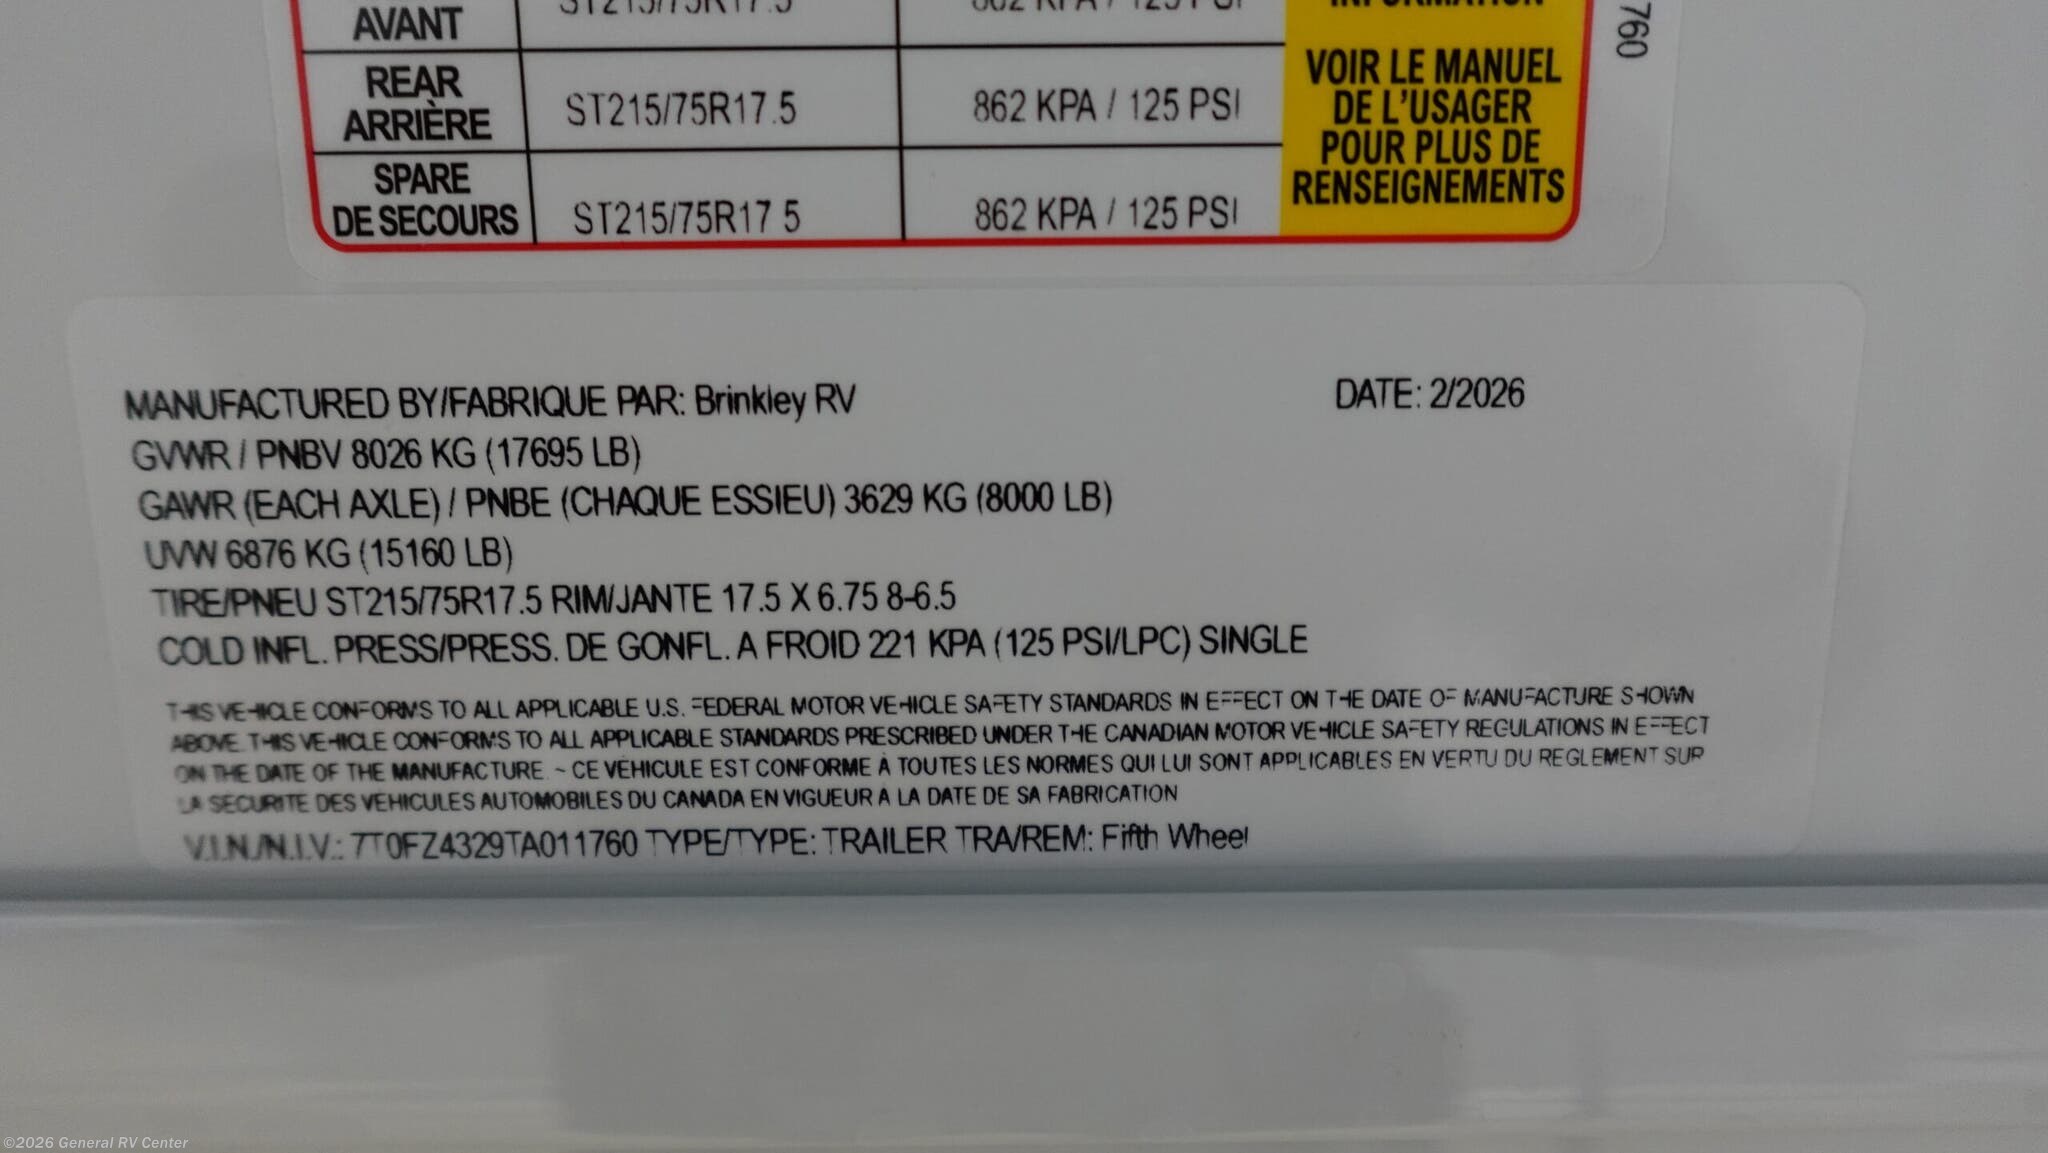 AVANT
ST215/75R17.5
862 KPA / 125 PSI
INFORMATION
REAR
ARRIÈRE
ST215/75R17.5
862 KPA / 125 PSI
SPARE
DE SECOURS
ST215/75R17 5
862 KPA / 125 PSI
VOIR LE MANUEL
DE L'USAGER
POUR PLUS DE
RENSEIGNEMENTS
760
MANUFACTURED BY/FABRIQUE PAR: Brinkley RV
DATE: 2/2026
GVWR / PNBV 8026 KG (17695 LB)
GAWR (EACH AXLE) / PNBE (CHAQUE ESSIEU) 3629 KG (8000 LB)
UVW 6876 KG (15160 LB)
TIRE/PNEU ST215/75R17.5 RIM/JANTE 17.5 X 6.75 8-6.5
COLD INFL. PRESS/PRESS. DE GONFL. A FROID 221 KPA (125 PSI/LPC) SINGLE
THIS VEHICLE CONFORMS TO ALL APPLICABLE U.S. FEDERAL MOTOR VEHICLE SAFETY STANDARDS IN EFFECT ON THE DATE OF MANUFACTURE SHOWN
ABOVE. THIS VEHICLE CONFORMS TO ALL APPLICABLE STANDARDS PRESCRIBED UNDER THE CANADIAN MOTOR VEHICLE SAFETY REGULATIONS IN EFFECT
ON THE DATE OF THE MANUFACTURE. ~ CE VÉHICULE EST CONFORME À TOUTES LES NORMES QUI LUI SONT APPLICABLES EN VERTU DU REGLEMENT SUR
LA SECURITE DES VEHICULES AUTOMOBILES DU CANADA EN VIGUEUR À LA DATE DE SA FABRICATION
V.I.N./N.I.V.: 7T0FZ4329TA011760 TYPE/TYPE: TRAILER TRA/REM: Fifth Wheel
©2026 General RV Center